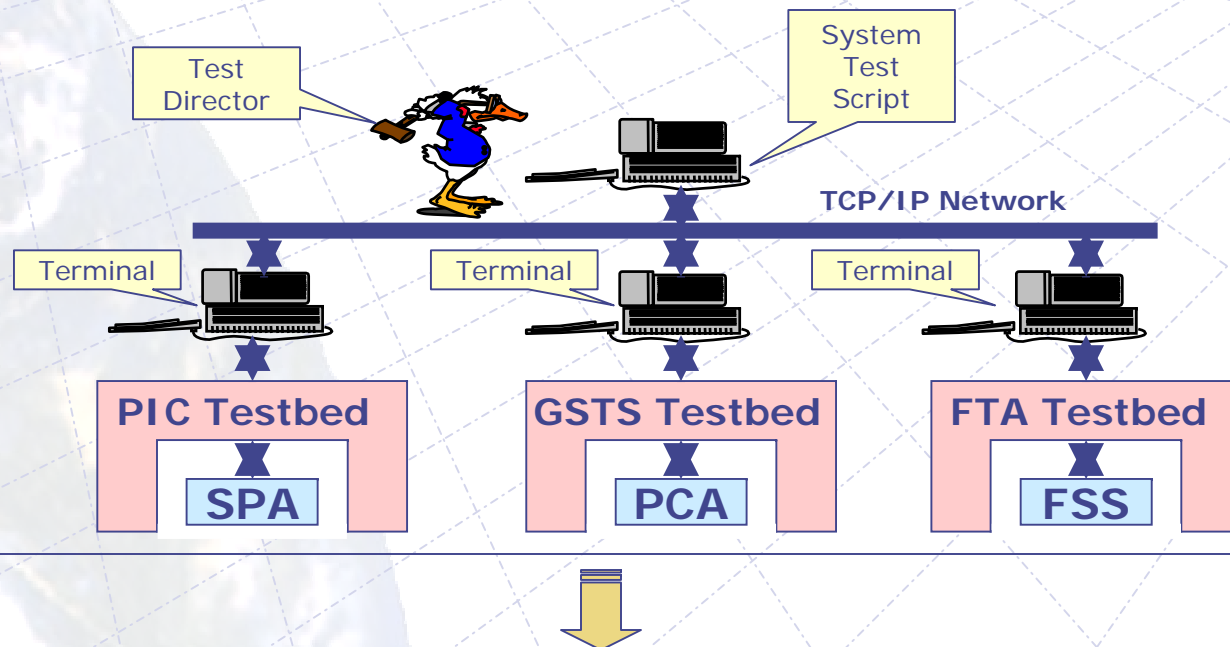 Test
Director
System
Test
Script
TCP/IP Network
Terminal
Terminal
Terminal
PIC Testbed
GSTS Testbed
FTA Testbed
SPA
PCA
FSS